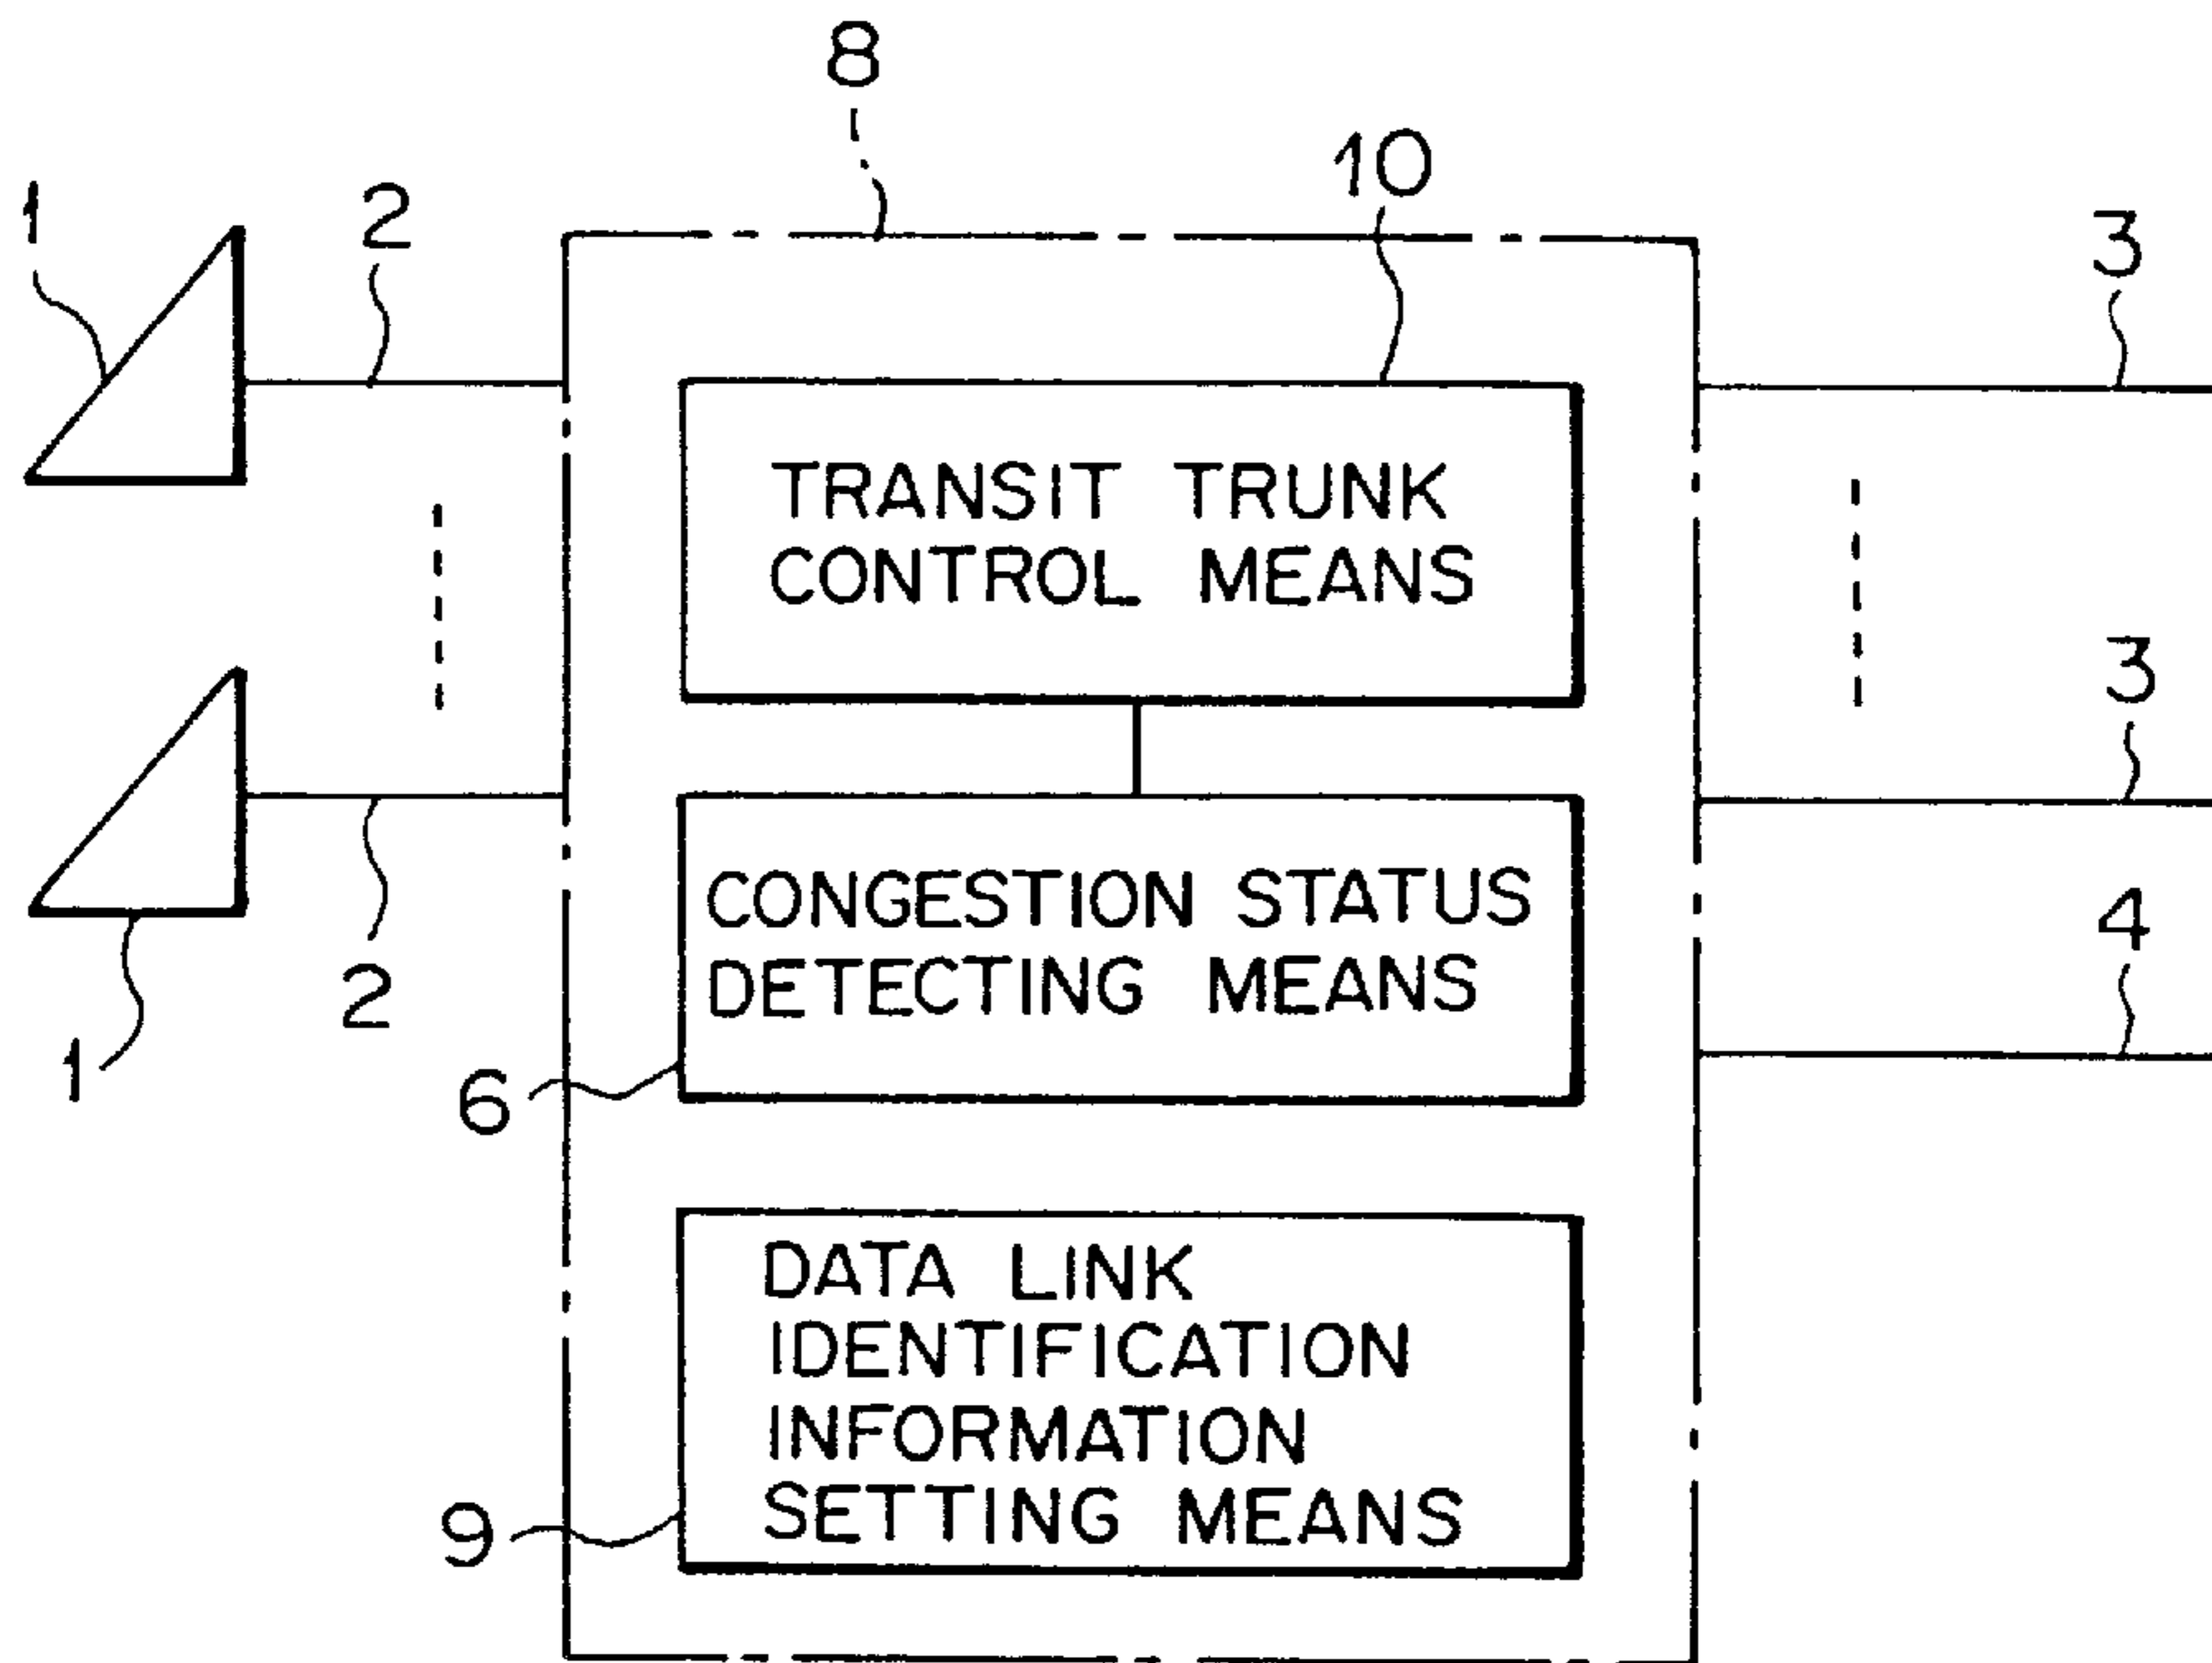 8
10
1
2
3
TRANSIT TRUNK
CONTROL MEANS
3
CONGESTION STATUS
4
DETECTING MEANS
2
1
6
DATA LINK
IDENTIFICATION
INFORMATION
SETTING MEANS
9